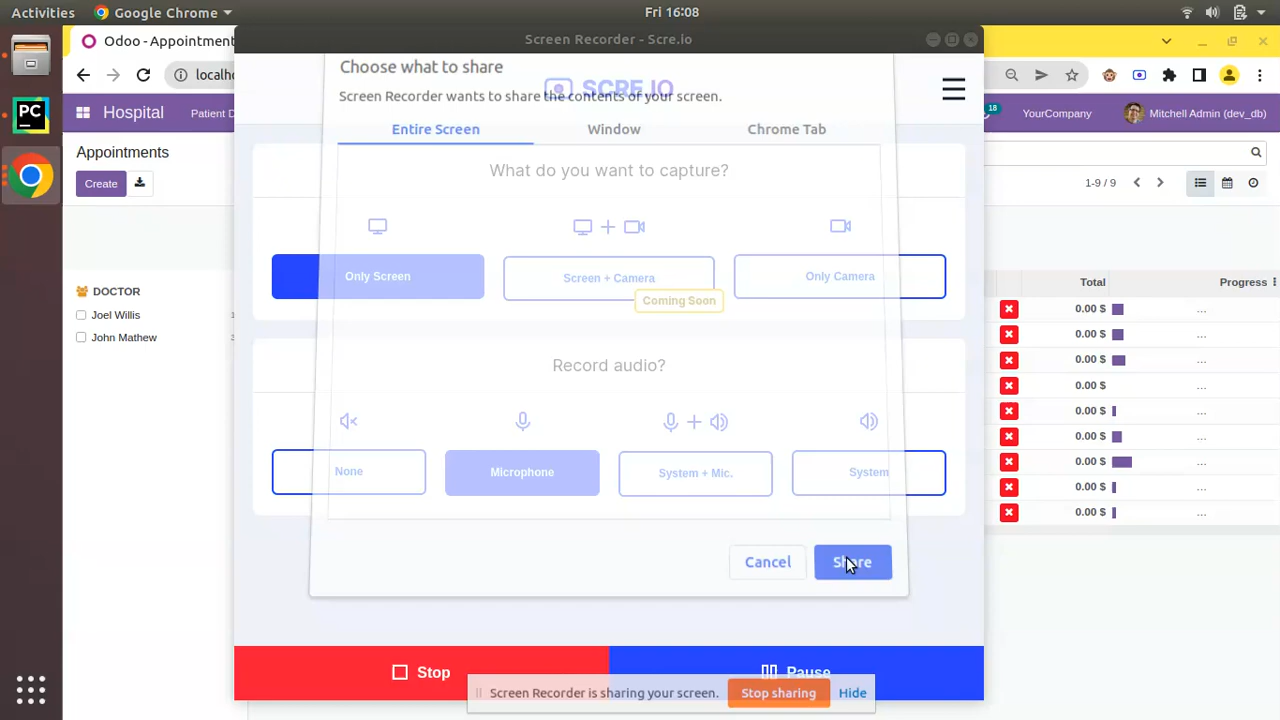 Activities
Google Chrome
Fri 16:08
Odoo - Appointment
Screen Recorder - Scre.io
localh
Choose what to share
SCRE.IO
Screen Recorder wants to share the contents of your screen.
Hospital
Patient D
18
YourCompany
Mitchell Admin (dev_db)
Entire Screen
Window
Chrome Tab
Appointments
What do you want to capture?
Create
1-9 / 9
Only Screen
Screen + Camera
Only Camera
Coming Soon
DOCTOR
Total
Progress
Joel Willis
John Mathew
0.00 $
...
0.00 $
...
0.00 $
...
0.00 $
...
0.00 $
...
0.00 $
...
0.00 $
...
0.00 $
...
0.00 $
...
Record audio?
None
Microphone
System + Mic.
System
Cancel
Share
Stop
Pause
Screen Recorder is sharing your screen.
Stop sharing
Hide
PC